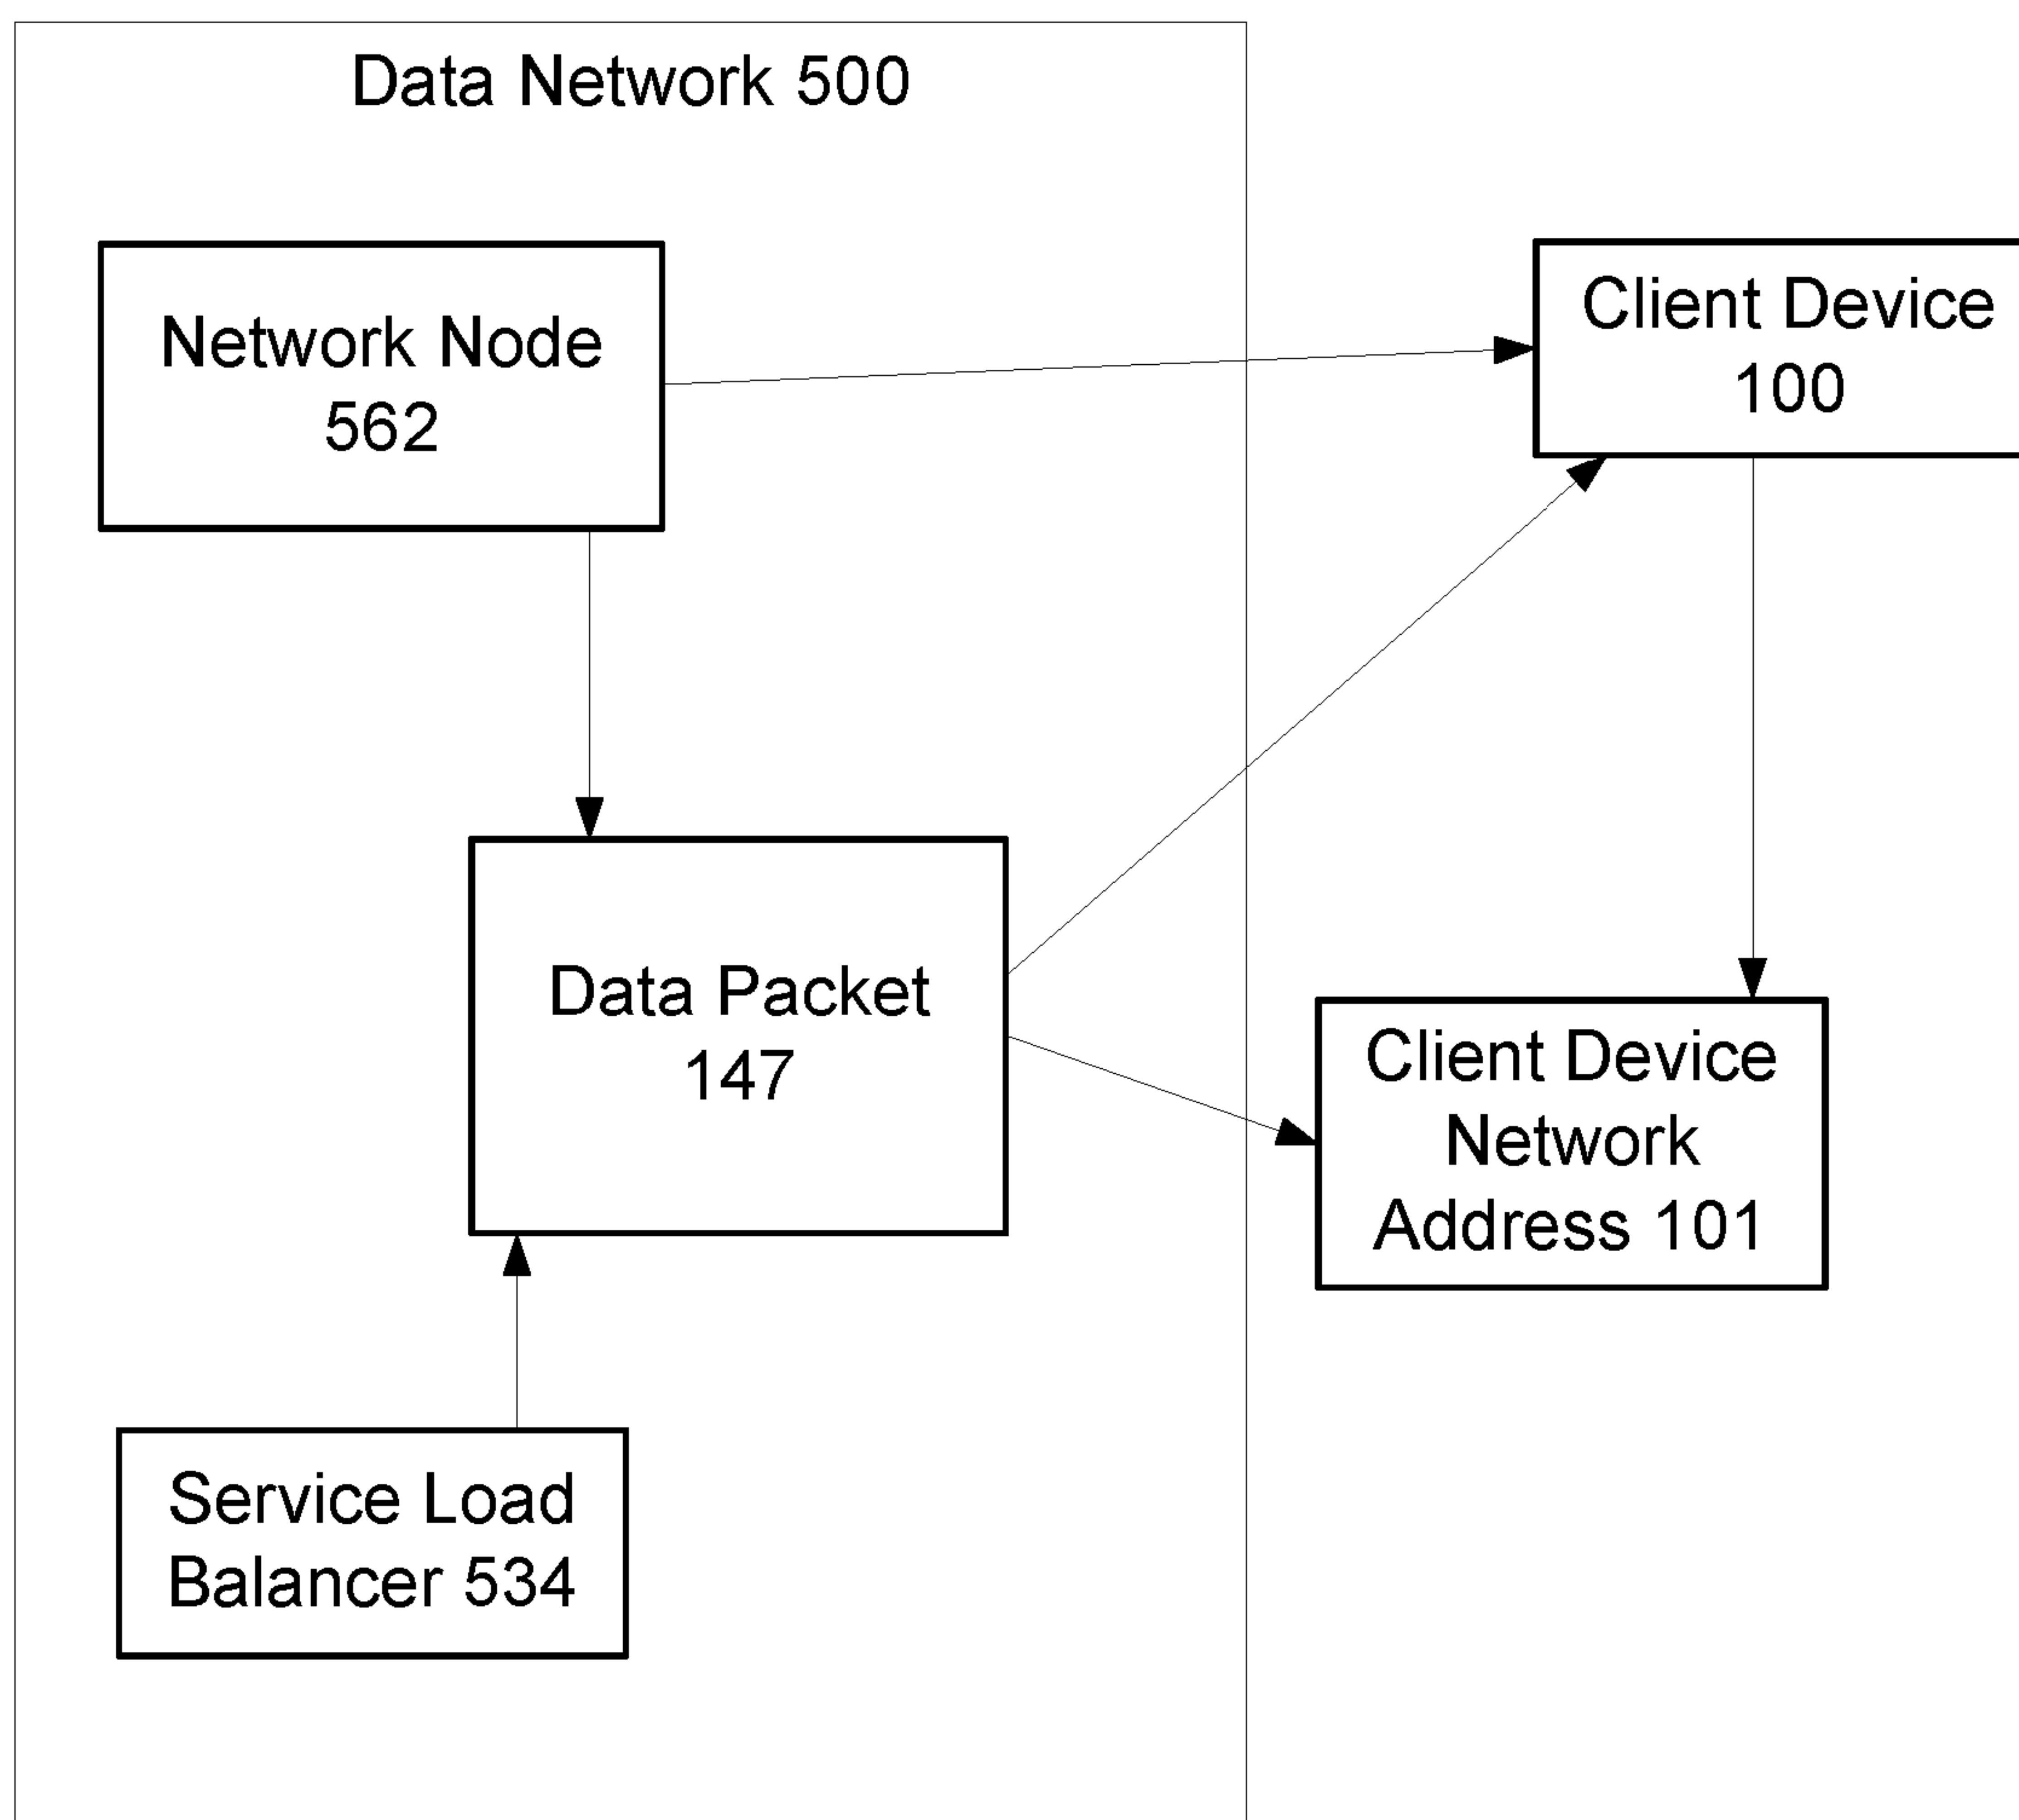 Data Network 500
Network Node
562
Client Device
100
Data Packet
147
Client Device
Network
Address 101
Service Load
Balancer 534